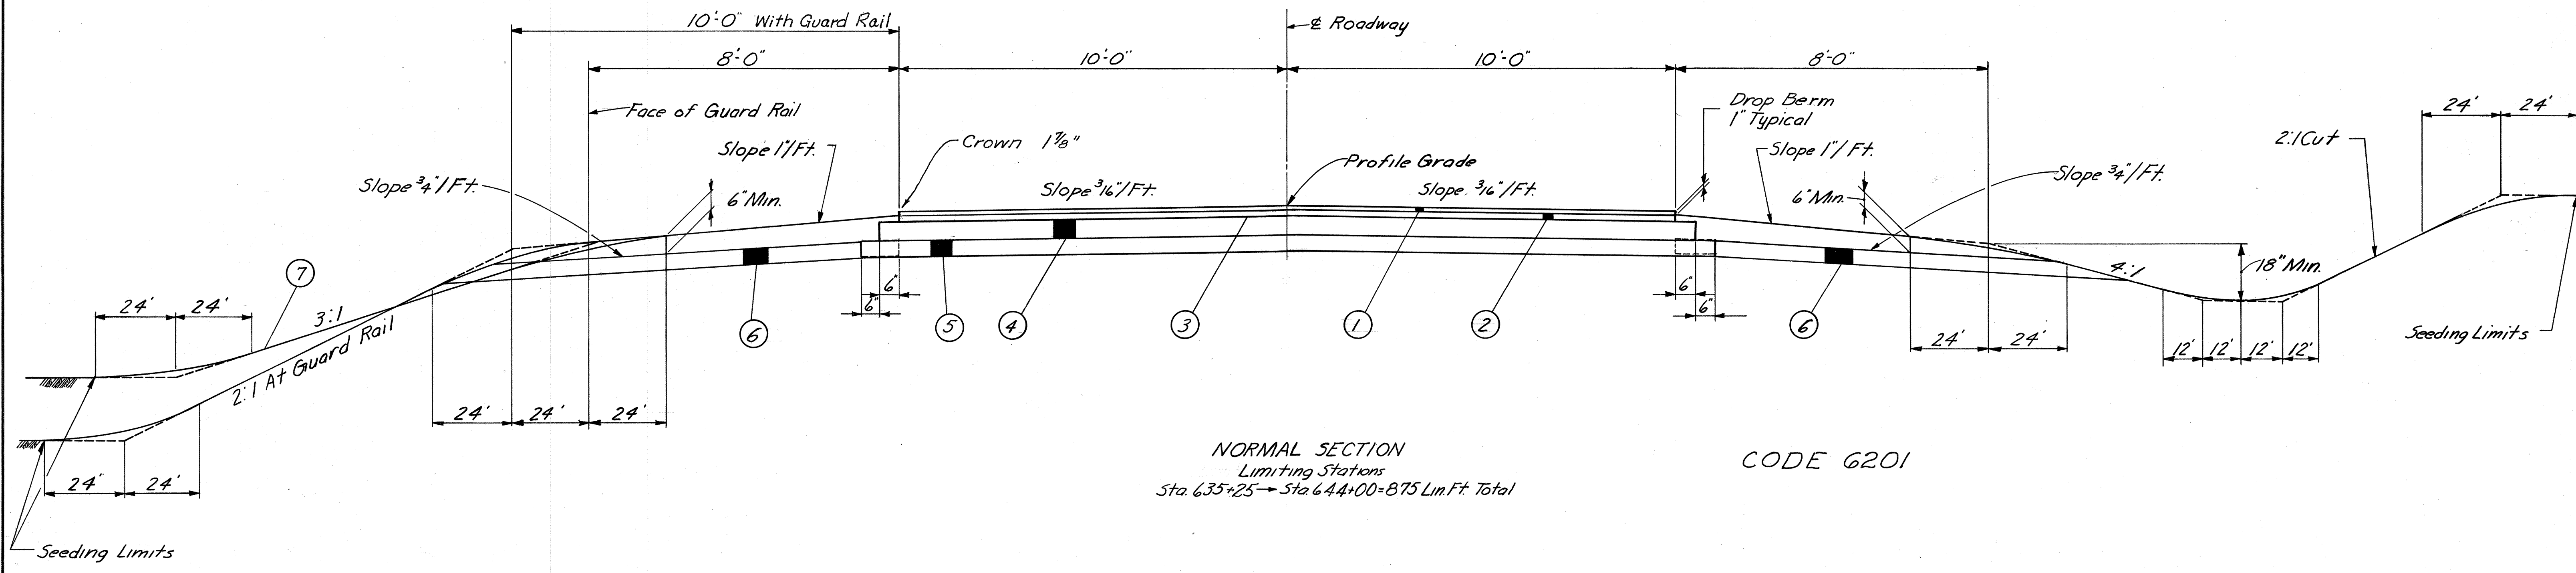 10'-0" With Guard Rail
℄ Roadway
8'-0"
10'-0"
10'-0"
8'-0"
Face of Guard Rail
Drop Berm
1" Typical
24'
24'
Slope 1"/Ft.
Crown 1 7/8"
Profile Grade
Slope 1"/Ft.
2:1 Cut
Slope 3/4"/Ft.
6" Min.
Slope 3/16"/Ft.
Slope 3/16"/Ft.
6" Min.
Slope 3/4"/Ft.
7
4:1
18" Min.
24'
24'
3:1
6"
6"
6
5
4
3
1
2
6"
6"
6
Seeding Limits
24'
24'
12'
12'
12'
12'
2:1 At Guard Rail
24'
24'
24'
24'
24'
NORMAL SECTION
Limiting Stations
Sta. 635+25 → Sta. 644+00 = 875 Lin. Ft. Total
CODE 6201
Seeding Limits